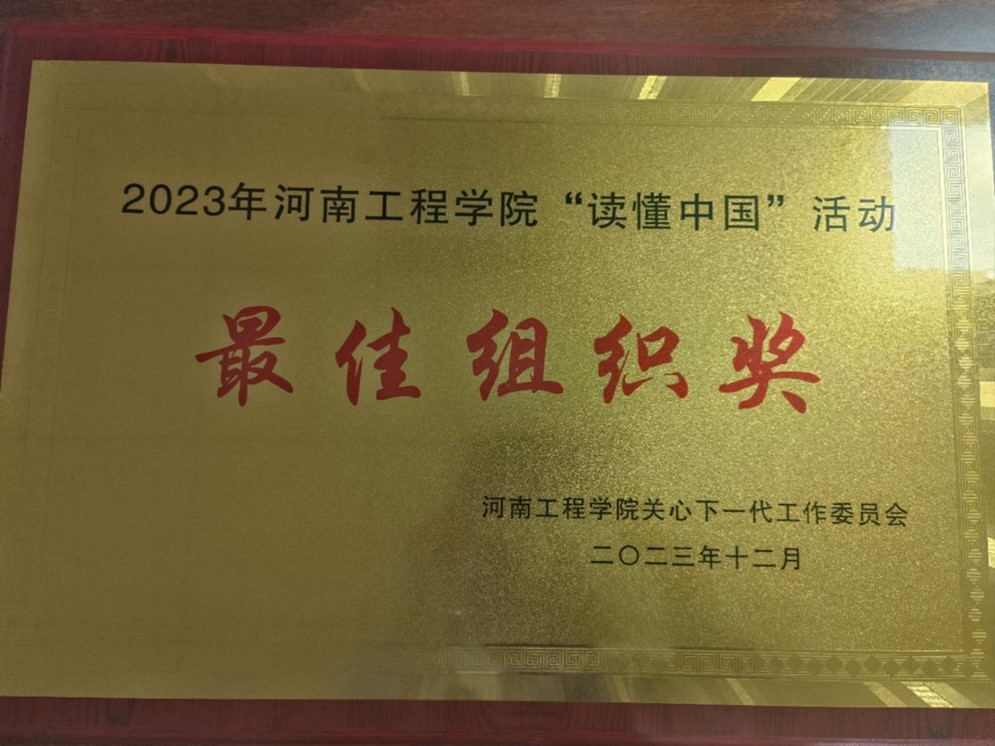 2023年河南工程学院“读懂中国”活动
最佳组织奖
河南工程学院关心下一代工作委员会
二〇二三年十二月